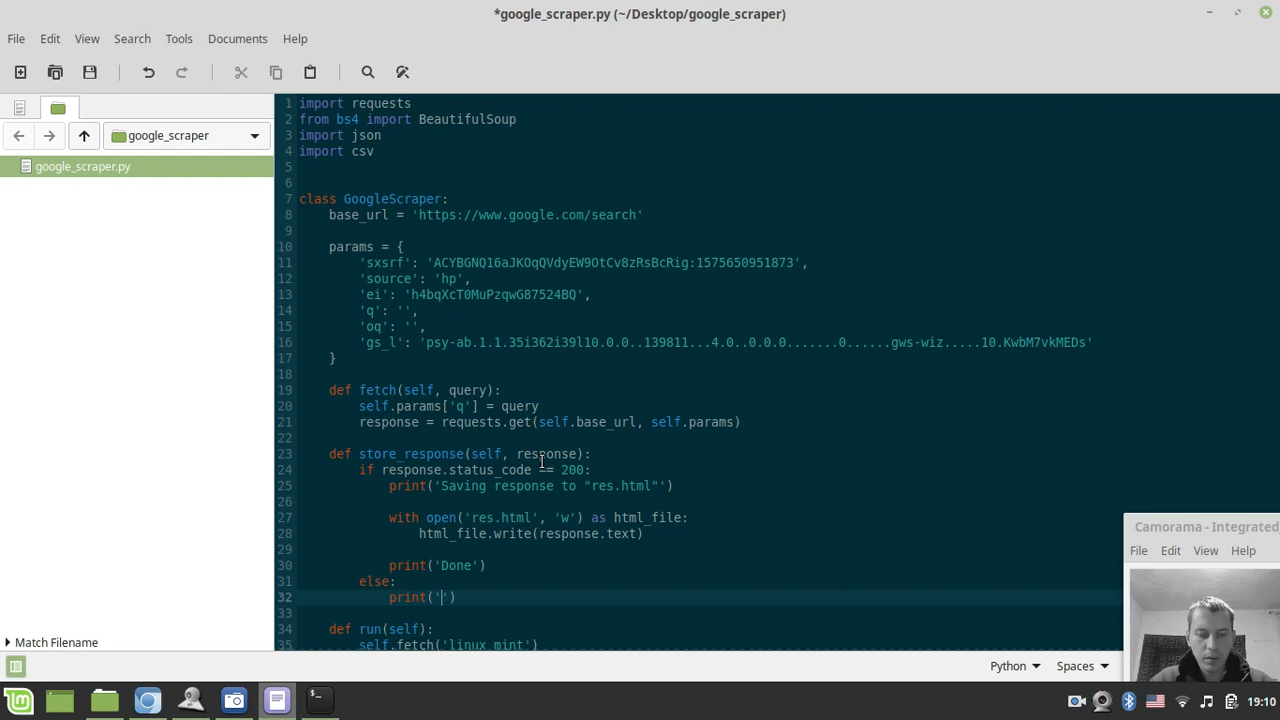 *google_scraper.py (~/Desktop/google_scraper)
File Edit View Search Tools Documents Help
google_scraper
google_scraper.py
1 import requests
2 from bs4 import BeautifulSoup
3 import json
4 import csv
5
6
7 class GoogleScraper:
8     base_url = 'https://www.google.com/search'
9
10     params = {
11         'sxsrf': 'ACYBGNQ16aJKOqQVdyEW9OtCv8zRsBcRig:1575650951873',
12         'source': 'hp',
13         'ei': 'h4bqXcT0MuPzqwG87524BQ',
14         'q': '',
15         'oq': '',
16         'gs_l': 'psy-ab.1.1.35i362i39l10.0.0..139811...4.0..0.0.0.......0......gws-wiz.....10.KwbM7vkMEDs'
17     }
18
19     def fetch(self, query):
20         self.params['q'] = query
21         response = requests.get(self.base_url, self.params)
22
23     def store_response(self, response):
24         if response.status_code == 200:
25             print('Saving response to "res.html"')
26
27             with open('res.html', 'w') as html_file:
28                 html_file.write(response.text)
29
30             print('Done')
31         else:
32             print('')
33
34     def run(self):
35         self.fetch('linux mint')
Match Filename
Python Spaces
Camorama - Integrated
File Edit View Help
19:10